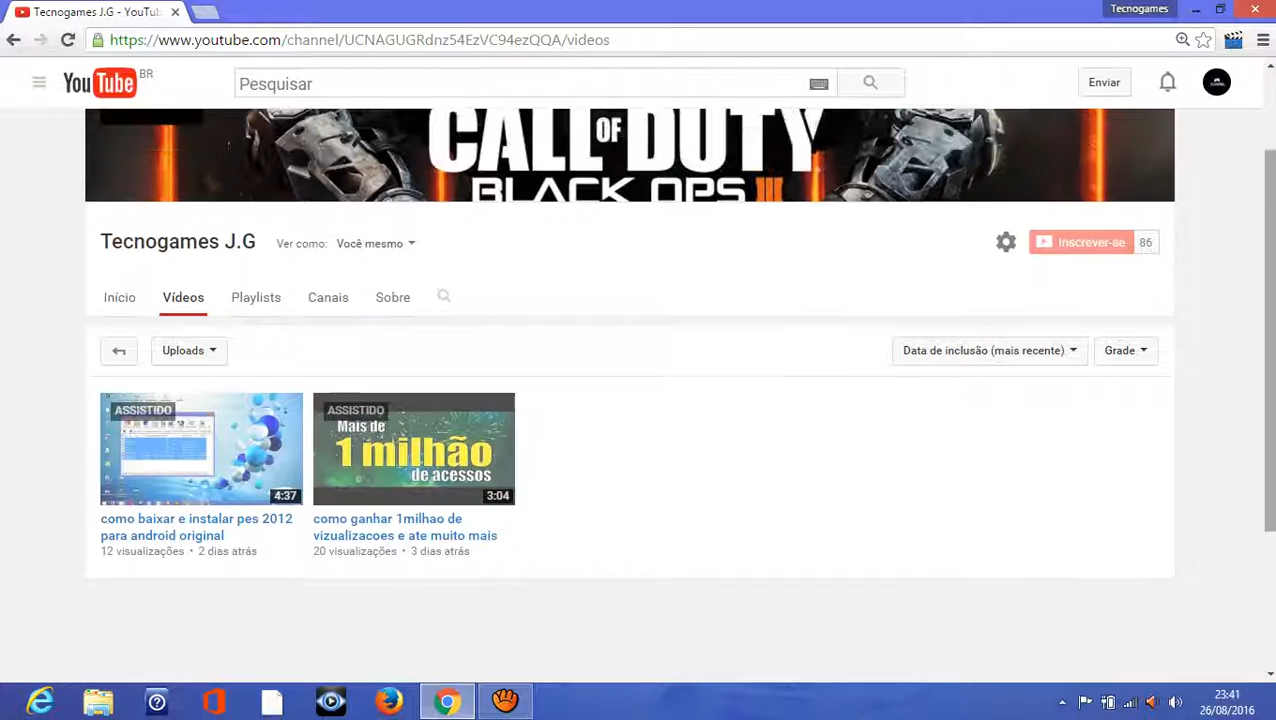 Tecnogames J.G - YouTub
Tecnogames
https://www.youtube.com/channel/UCNAGUGRdnz54EzVC94ezQQA/videos
YouTube BR
Pesquisar
Enviar
CALL OF DUTY
BLACK OPS III
Tecnogames J.G
Ver como: Você mesmo
Inscrever-se 86
Início Vídeos Playlists Canais Sobre
Uploads
Data de inclusão (mais recente)
Grade
ASSISTIDO
4:37
como baixar e instalar pes 2012
para android original
12 visualizações • 2 dias atrás
ASSISTIDO
Mais de
1 milhão
de acessos
3:04
como ganhar 1milhao de
vizualizacoes e ate muito mais
20 visualizações • 3 dias atrás
23:41
26/08/2016